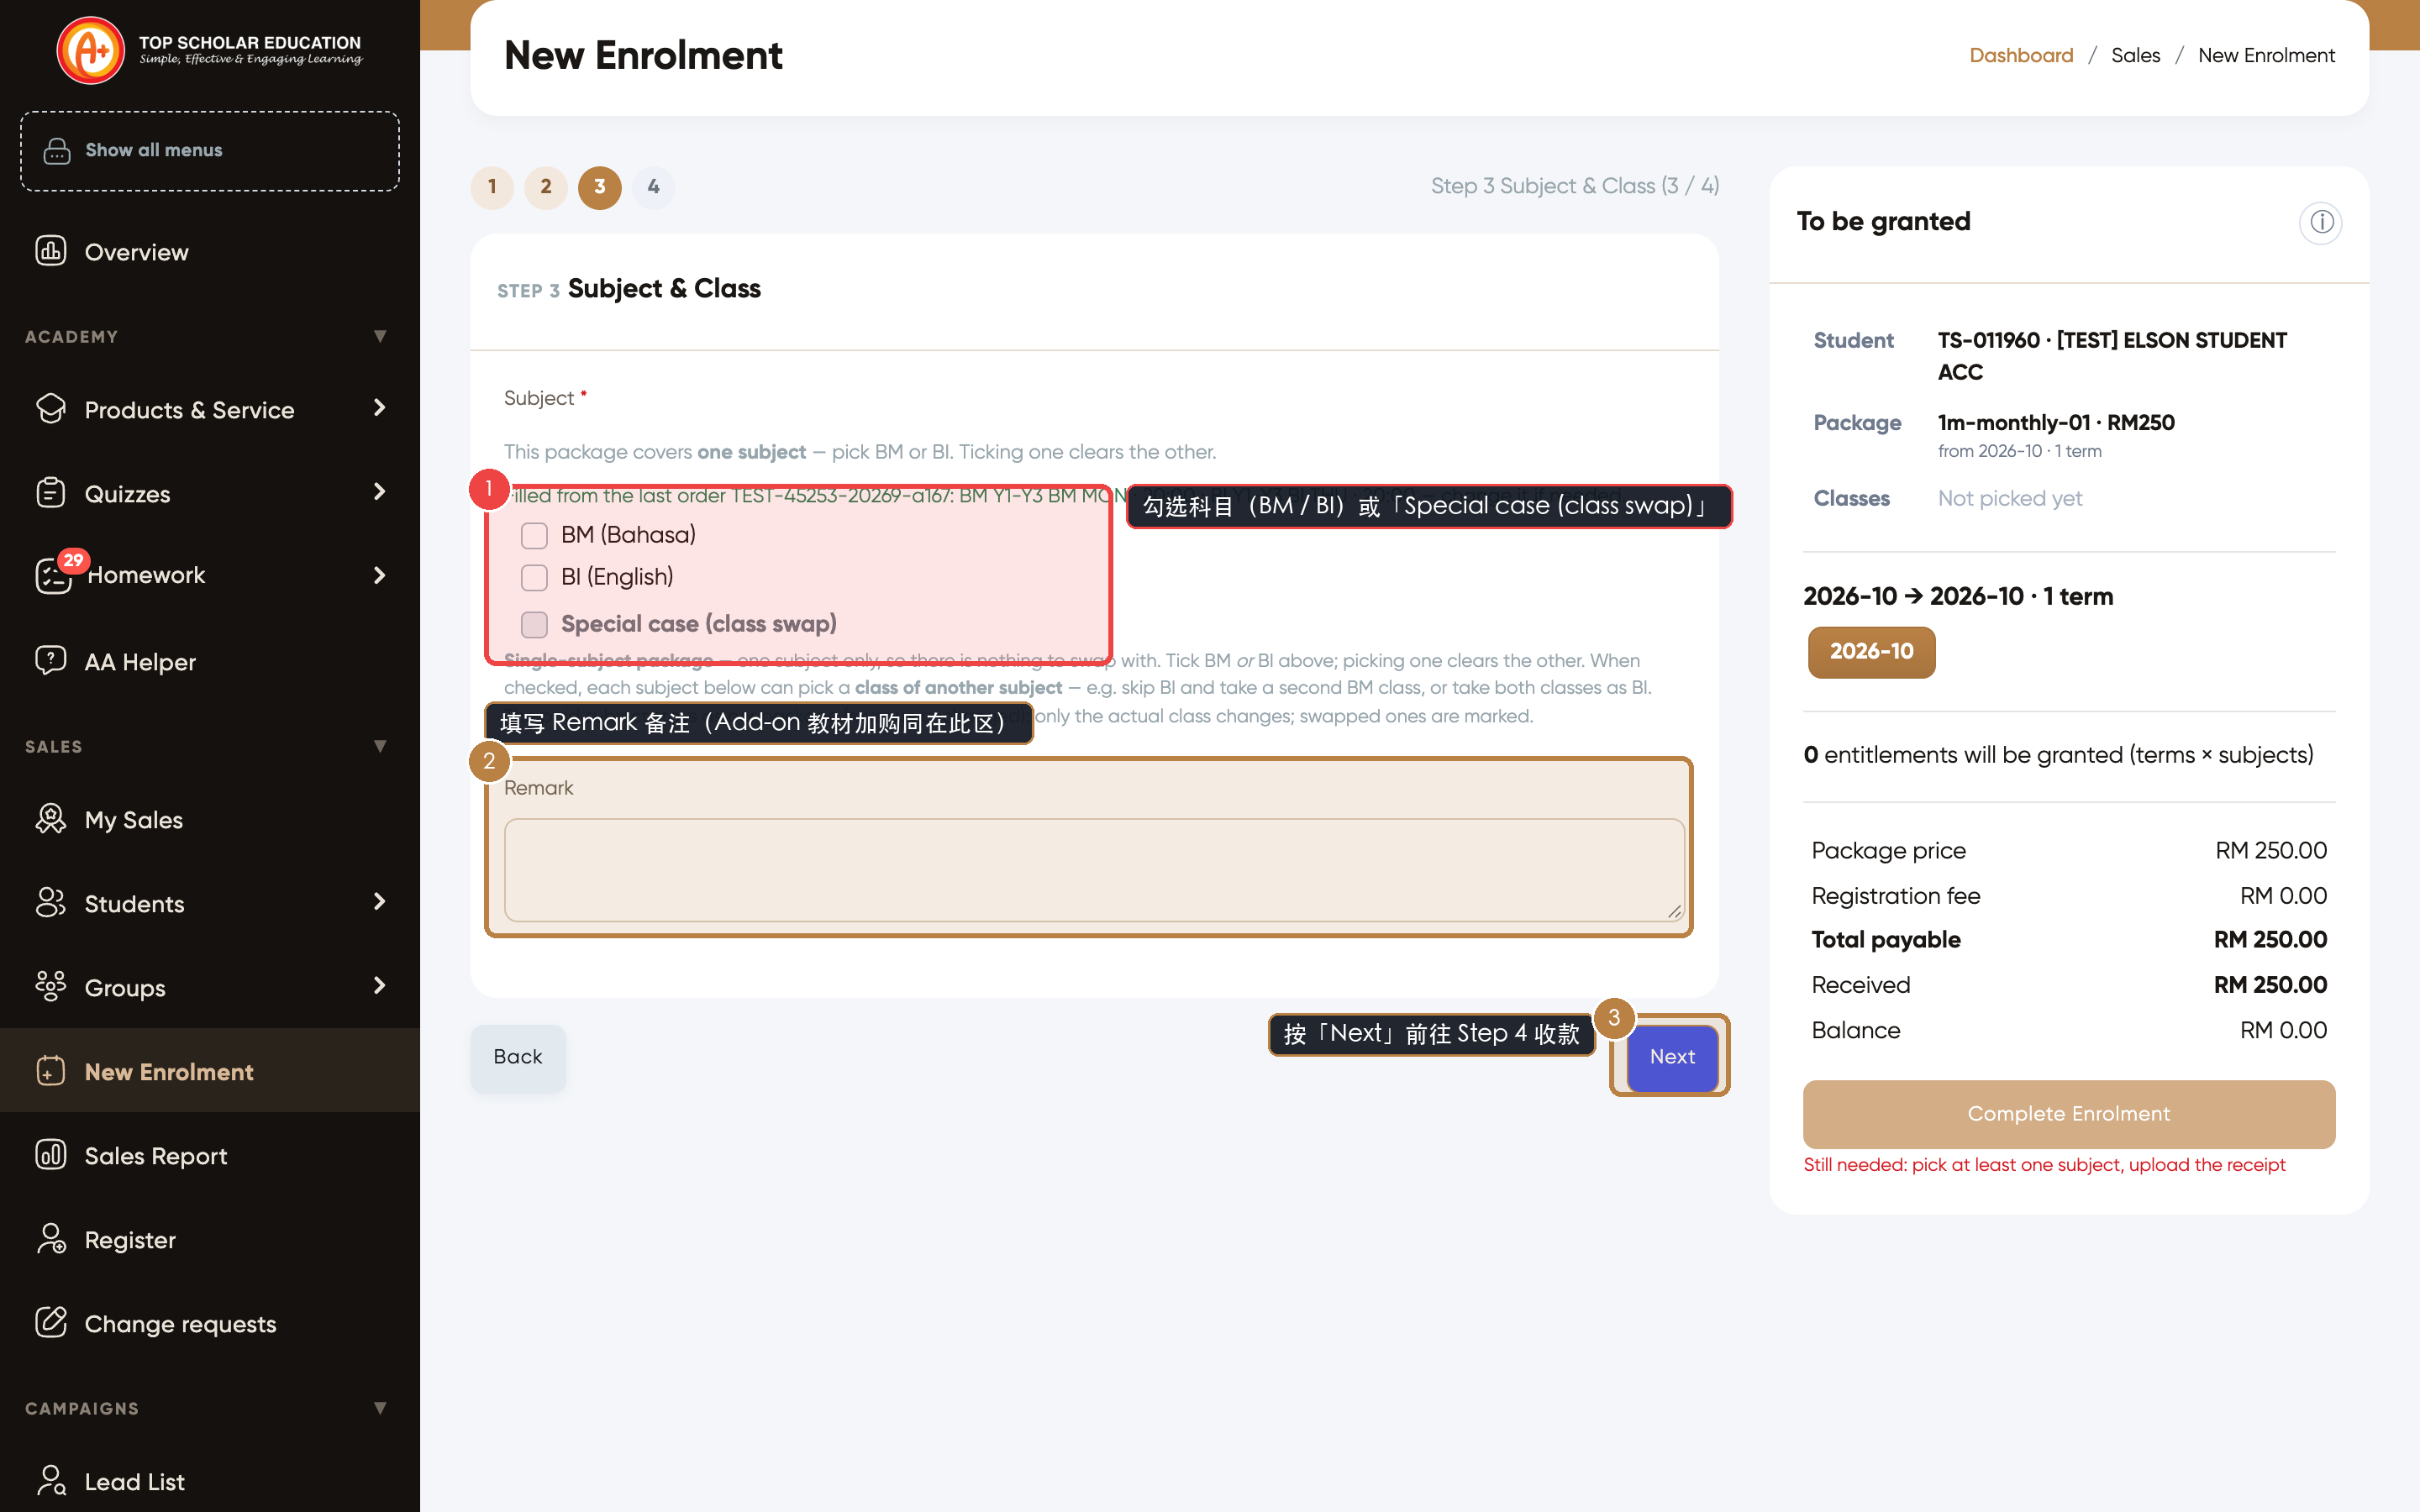 TOP SCHOLAR EDUCATION
Simple, Effective & Engaging Learning
Show all menus
Overview
ACADEMY
Products & Service
Quizzes
29
Homework
AA Helper
SALES
My Sales
Students
Groups
New Enrolment
Sales Report
Register
Change requests
CAMPAIGNS
Lead List
New Enrolment
Dashboard / Sales / New Enrolment
1 2 3 4
Step 3 Subject & Class (3 / 4)
STEP 3 Subject & Class
Subject *
This package covers one subject — pick BM or BI. Ticking one clears the other.
1
illed from the last order TEST-45253-20269-a167: BM Y1-Y3 BM MON
勾选科目（BM / BI）或「Special case (class swap)」
BM (Bahasa)
BI (English)
Special case (class swap)
Single-subject package — one subject only, so there is nothing to swap with. Tick BM or BI above; picking one clears the other. When
checked, each subject below can pick a class of another subject — e.g. skip BI and take a second BM class, or take both classes as BI.
only the actual class changes; swapped ones are marked.
填写 Remark 备注（Add-on 教材加购同在此区）
2
Remark
Back
按「Next」前往 Step 4 收款
3
Next
To be granted
Student TS-011960 · [TEST] ELSON STUDENT
ACC
Package 1m-monthly-01 · RM250
from 2026-10 · 1 term
Classes Not picked yet
2026-10 → 2026-10 · 1 term
2026-10
0 entitlements will be granted (terms × subjects)
Package price RM 250.00
Registration fee RM 0.00
Total payable RM 250.00
Received RM 250.00
Balance RM 0.00
Complete Enrolment
Still needed: pick at least one subject, upload the receipt